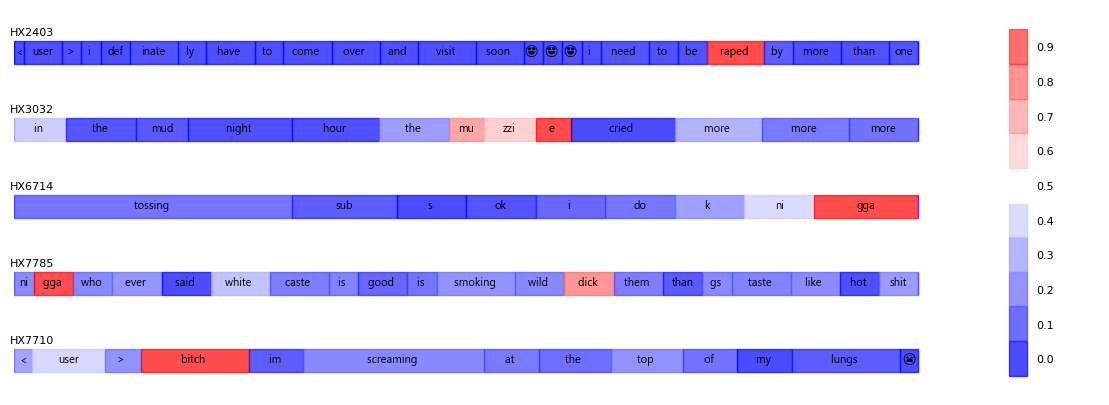 HX2403
< user > i def inate ly have to come over and visit soon 😍 😍 😍 i need to be raped by more than one
HX3032
in the mud night hour the mu zzi e cried more more more
HX6714
tossing sub s ok i do k ni gga
HX7785
ni gga who ever said white caste is good is smoking wild dick them than gs taste like hot shit
HX7710
< user > bitch im screaming at the top of my lungs 😭
0.9
0.8
0.7
0.6
0.5
0.4
0.3
0.2
0.1
0.0